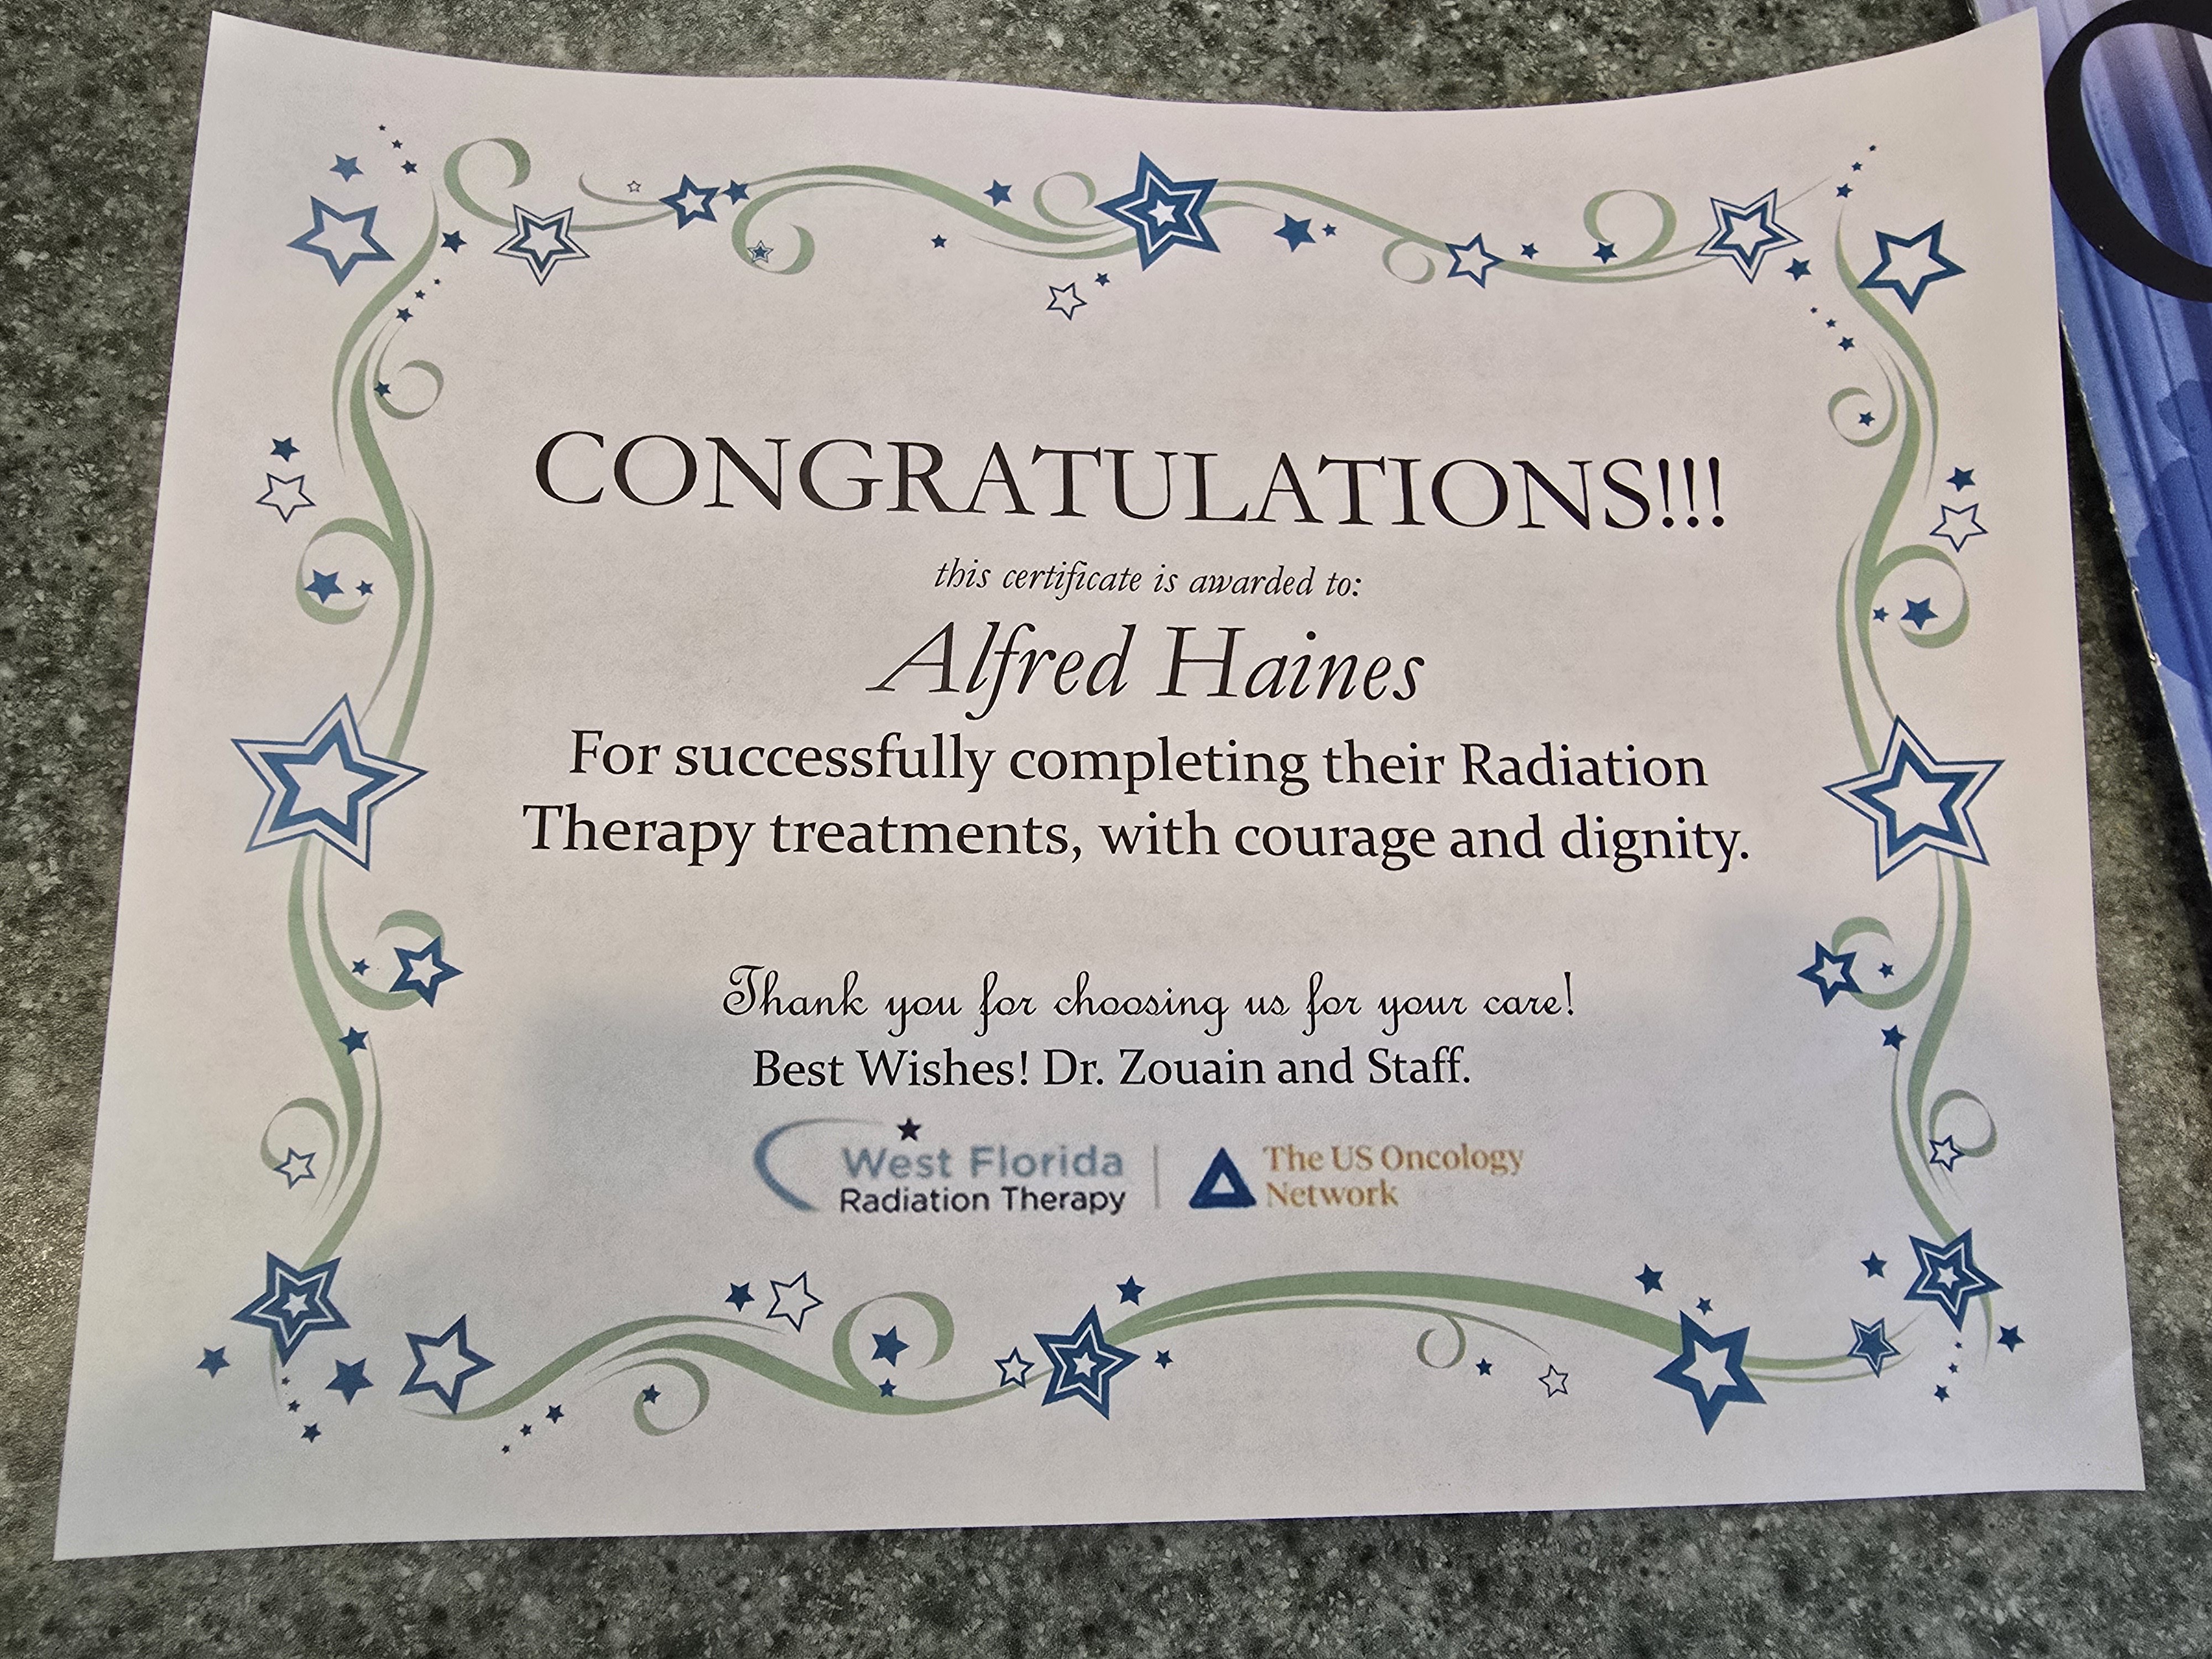 CONGRATULATIONS!!!
this certificate is awarded to:
Alfred Haines
For successfully completing their Radiation
Therapy treatments, with courage and dignity.
Thank you for choosing us for your care!
Best Wishes! Dr. Zouain and Staff.
West Florida
Radiation Therapy
The US Oncology
Network